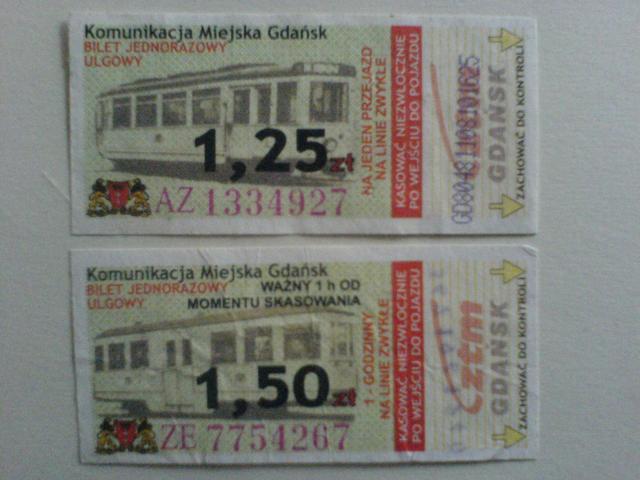 Komunikacja Miejska Gdańsk
BILET JEDNORAZOWY
ULGOWY
1,25 zł
AZ 1334927
NA JEDEN PRZEJAZD
NA LINIE ZWYKŁE
KASOWAĆ NIEZWŁOCZNIE
PO WEJŚCIU DO POJAZDU
GDAŃSK
ZACHOWAĆ DO KONTROLI
Komunikacja Miejska Gdańsk
BILET JEDNORAZOWY
ULGOWY
WAŻNY 1 h OD
MOMENTU SKASOWANIA
1,50 zł
ZE 7754267
1 - GODZINNY
NA LINIE ZWYKŁE
KASOWAĆ NIEZWŁOCZNIE
PO WEJŚCIU DO POJAZDU
ztm
GDAŃSK
ZACHOWAĆ DO KONTROLI